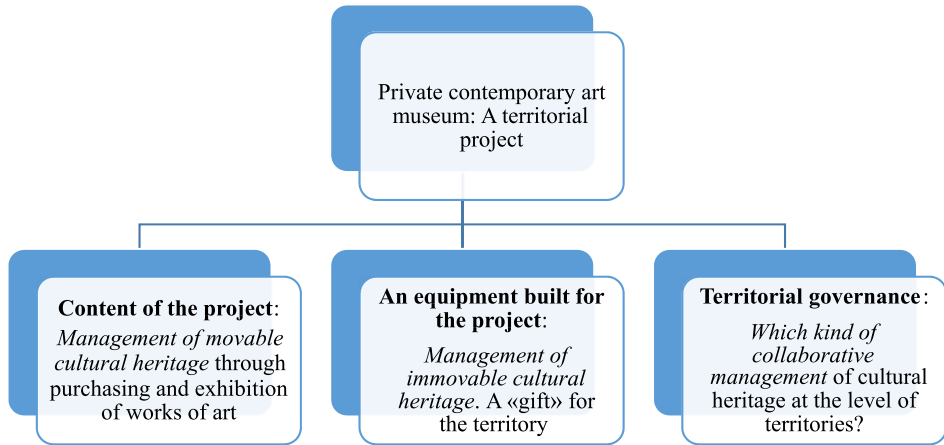 Private contemporary art
museum: A territorial
project
Content of the project:
Management of movable
cultural heritage through
purchasing and exhibition
of works of art
An equipment built for
the project:
Management of
immovable cultural
heritage. A «gift» for
the territory
Territorial governance:
Which kind of
collaborative
management of cultural
heritage at the level of
territories?